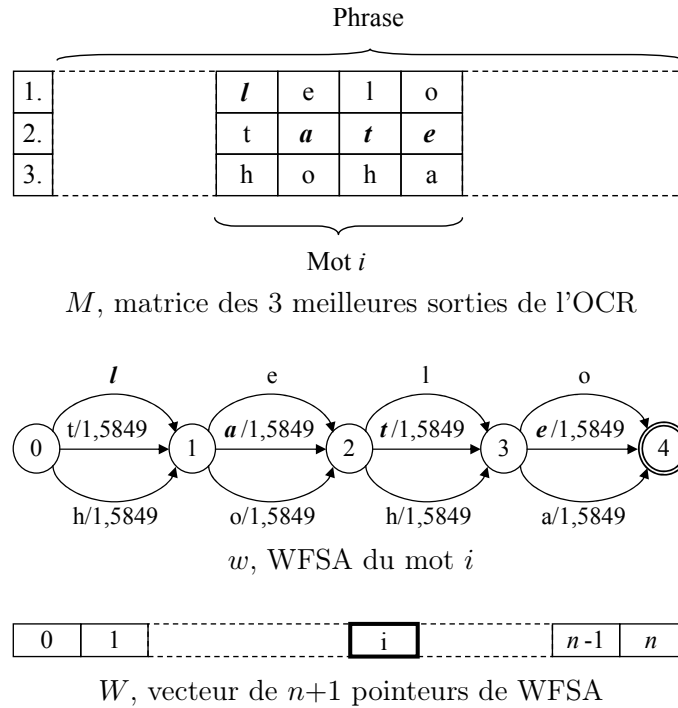 Phrase
1. l e l o
2. t a t e
3. h o h a
Mot i
M, matrice des 3 meilleures sorties de l'OCR
l e l o
0 t/1,5849 1 a/1,5849 2 t/1,5849 3 e/1,5849 4
h/1,5849 o/1,5849 h/1,5849 a/1,5849
w, WFSA du mot i
0 1 i n-1 n
W, vecteur de n+1 pointeurs de WFSA